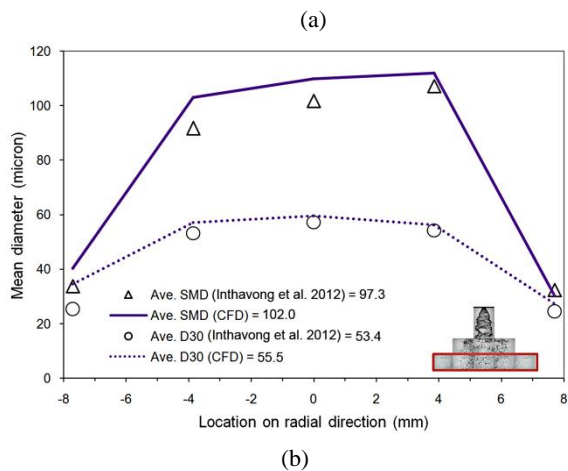 (a)
120
100
80
60
40
20
0
Mean diameter (micron)
Ave. SMD (Inthavong et al. 2012) = 97.3
Ave. SMD (CFD) = 102.0
Ave. D30 (Inthavong et al. 2012) = 53.4
Ave. D30 (CFD) = 55.5
-8 -6 -4 -2 0 2 4 6 8
Location on radial direction (mm)
(b)